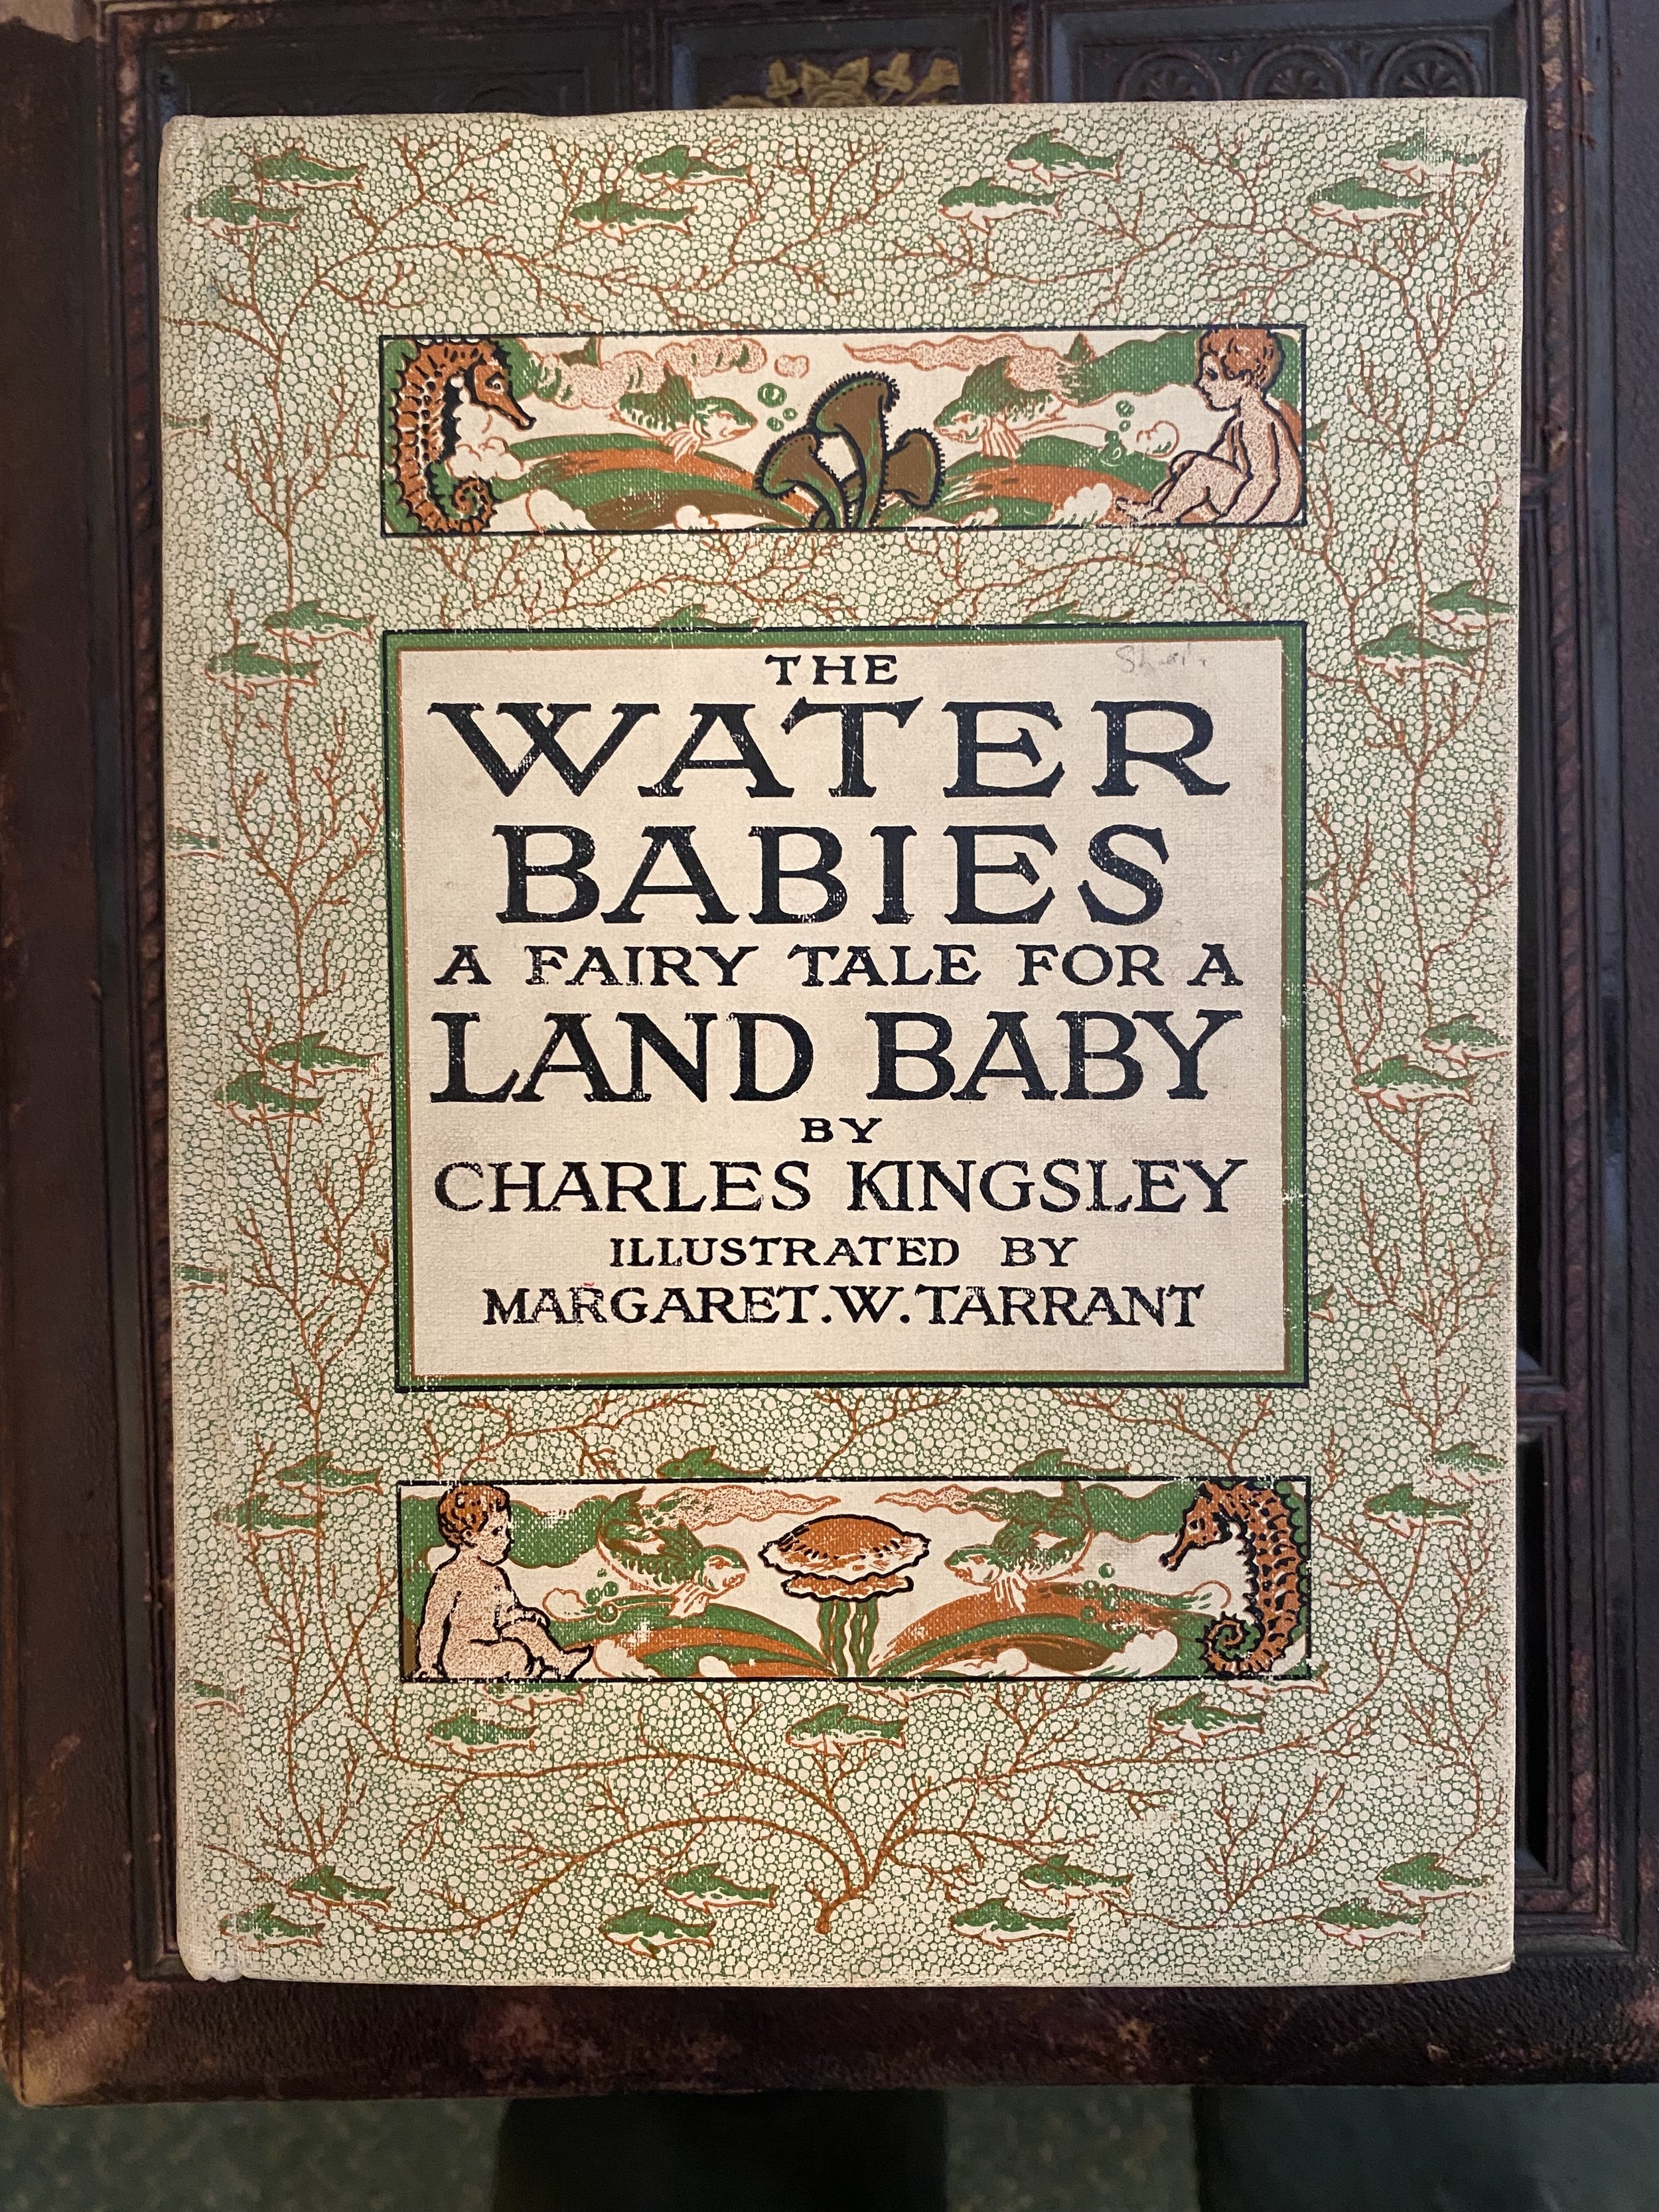 THE
WATER
BABIES
A FAIRY TALE FOR A
LAND BABY
BY
CHARLES KINGSLEY
ILLUSTRATED BY
MARGARET.W.TARRANT